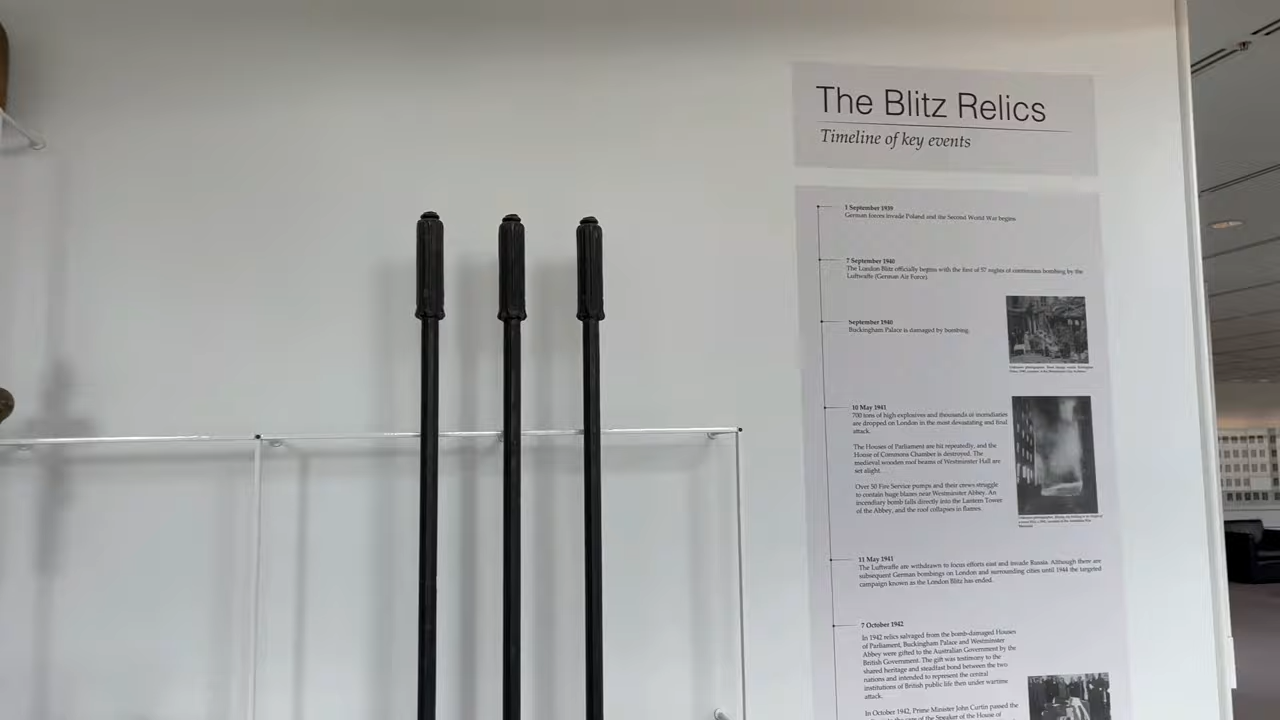 The Blitz Relics
Timeline of key events
1 September 1939
German forces invade Poland and the Second World War begins
7 September 1940
The London Blitz officially begins with the first of 57 nights of continuous bombing by the
Luftwaffe (German Air Force).
September 1940
Buckingham Palace is damaged by bombing.
10 May 1941
700 tons of high explosives and thousands of incendiaries
are dropped on London in the most devastating and final
attack.
The Houses of Parliament are hit repeatedly, and the
House of Commons Chamber is destroyed. The
medieval wooden roof beams of Westminster Hall are
set alight.
Over 50 Fire Service pumps and their crews struggle
to contain huge blazes near Westminster Abbey. An
incendiary bomb falls directly into the Lantern Tower
of the Abbey, and the roof collapses in flames.
11 May 1941
The Luftwaffe are withdrawn to focus efforts east and invade Russia. Although there are
subsequent German bombings on London and surrounding cities until 1944 the targeted
campaign known as the London Blitz has ended.
7 October 1942
In 1942 relics salvaged from the bomb-damaged Houses
of Parliament, Buckingham Palace and Westminster
Abbey were gifted to the Australian Government by the
British Government. The gift was testimony to the
shared heritage and steadfast bond between the two
nations and intended to represent the central
institutions of British public life then under wartime
attack.
In October 1942, Prime Minister John Curtin passed the
care of the Speaker of the House of